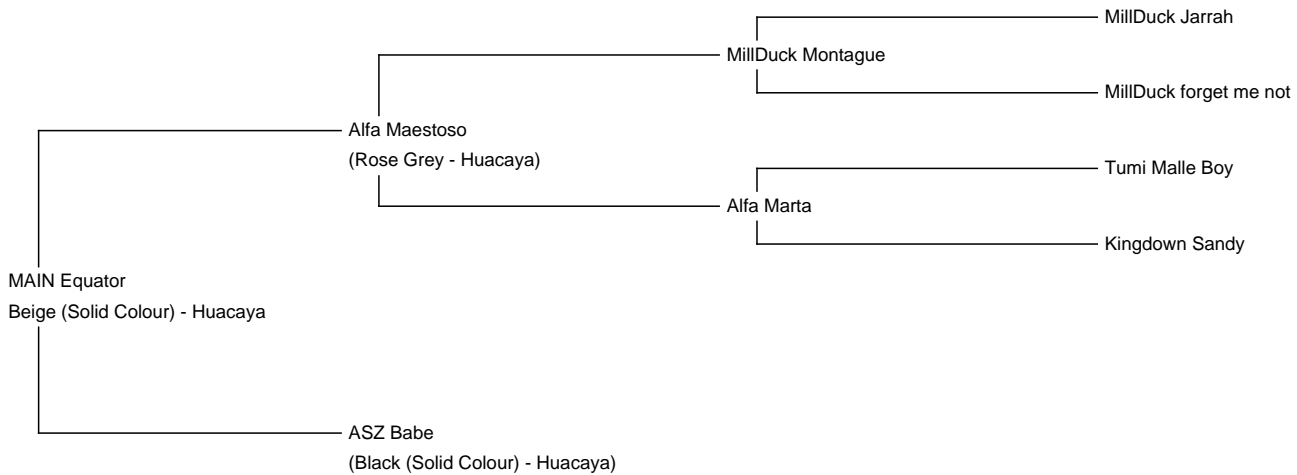 MillDuck Jarrah
MillDuck Montague
MillDuck forget me not
Alfa Maestoso
(Rose Grey - Huacaya)
Tumi Malle Boy
Alfa Marta
Kingdown Sandy
MAIN Equator
Beige (Solid Colour) - Huacaya
ASZ Babe
(Black (Solid Colour) - Huacaya)